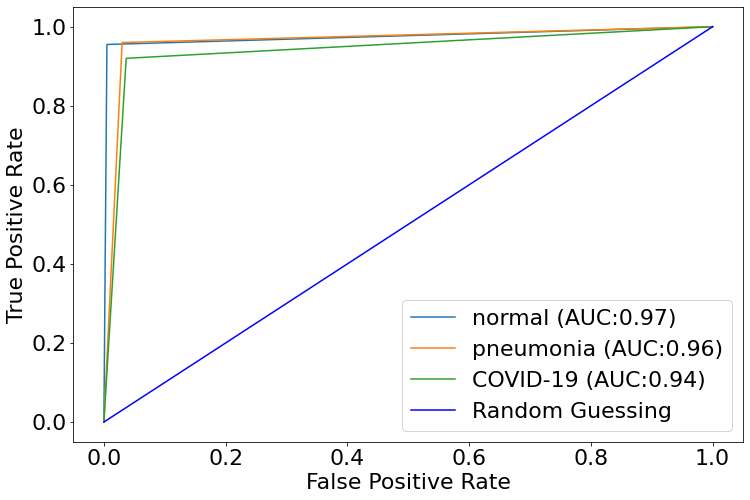 1.0
0.8
0.6
0.4
0.2
0.0
True Positive Rate
normal (AUC:0.97)
pneumonia (AUC:0.96)
COVID-19 (AUC:0.94)
Random Guessing
0.0 0.2 0.4 0.6 0.8 1.0
False Positive Rate